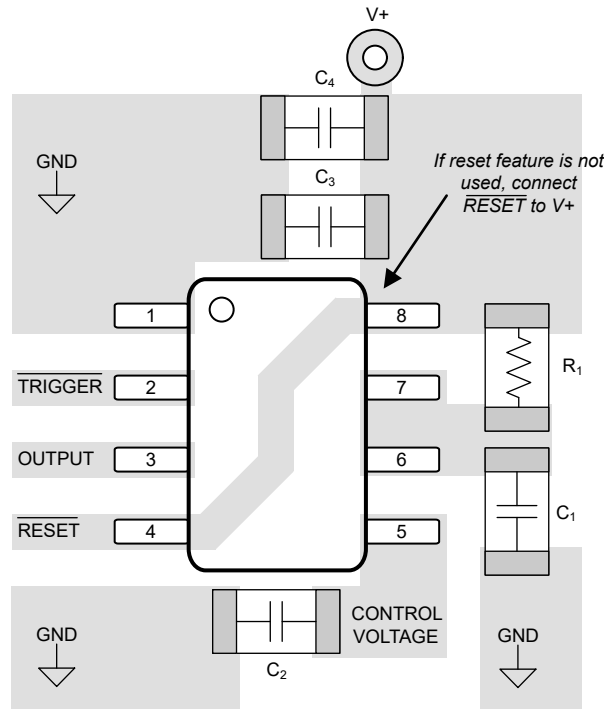 V+
C4
GND
C3
If reset feature is not
used, connect
RESET to V+
1
8
R1
TRIGGER
2
7
OUTPUT
3
6
RESET
4
5
C1
GND
CONTROL
VOLTAGE
C2
GND